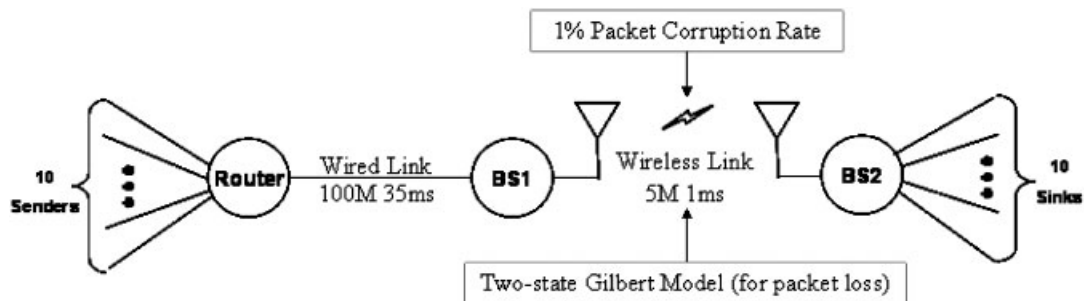 1% Packet Corruption Rate
10
Senders
Router
Wired Link
100M 35ms
BS1
Wireless Link
5M 1ms
BS2
10
Sinks
Two-state Gilbert Model (for packet loss)